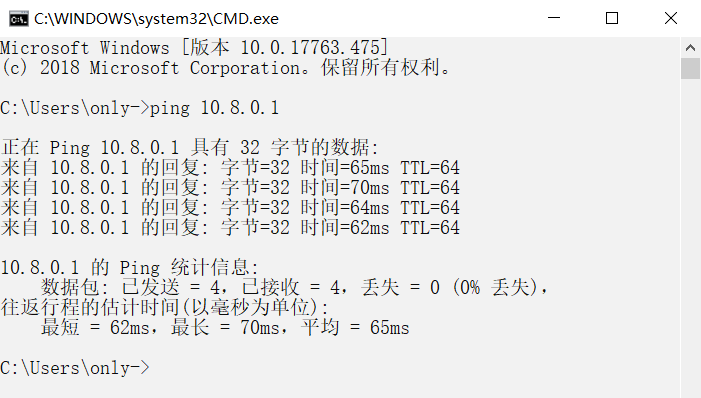 C:\WINDOWS\system32\CMD.exe
Microsoft Windows [版本 10.0.17763.475]
(c) 2018 Microsoft Corporation。保留所有权利。
C:\Users\only->ping 10.8.0.1
正在 Ping 10.8.0.1 具有 32 字节的数据:
来自 10.8.0.1 的回复: 字节=32 时间=65ms TTL=64
来自 10.8.0.1 的回复: 字节=32 时间=70ms TTL=64
来自 10.8.0.1 的回复: 字节=32 时间=64ms TTL=64
来自 10.8.0.1 的回复: 字节=32 时间=62ms TTL=64
10.8.0.1 的 Ping 统计信息:
数据包: 已发送 = 4，已接收 = 4，丢失 = 0 (0% 丢失)，
往返行程的估计时间(以毫秒为单位):
最短 = 62ms，最长 = 70ms，平均 = 65ms
C:\Users\only->